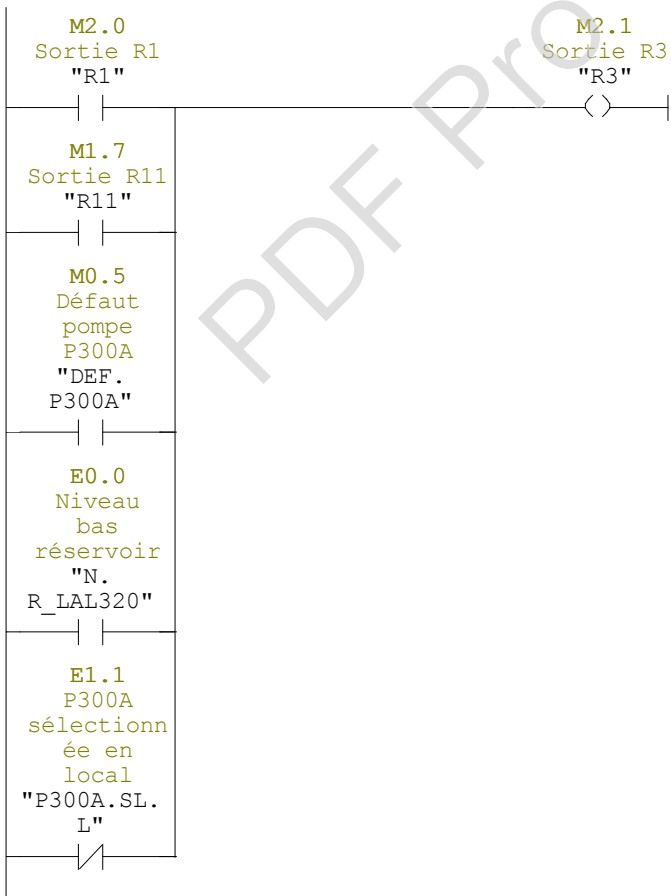 M2.0
Sortie R1
"R1"
M2.1
Sortie R3
"R3"
M1.7
Sortie R11
"R11"
M0.5
Défaut
pompe
P300A
"DEF.
P300A"
E0.0
Niveau
bas
réservoir
"N.
R_LAL320"
E1.1
P300A
sélectionn
ée en
local
"P300A.SL.
L"
PDF Pro